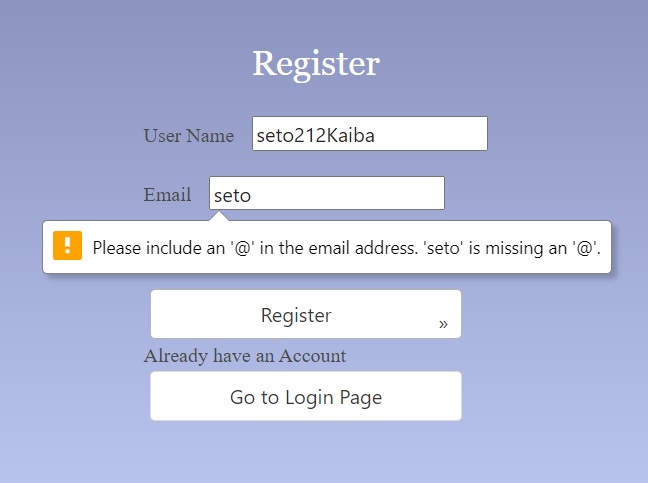 Register
User Name seto212Kaiba
Email seto
Please include an '@' in the email address. 'seto' is missing an '@'.
Register »
Already have an Account
Go to Login Page